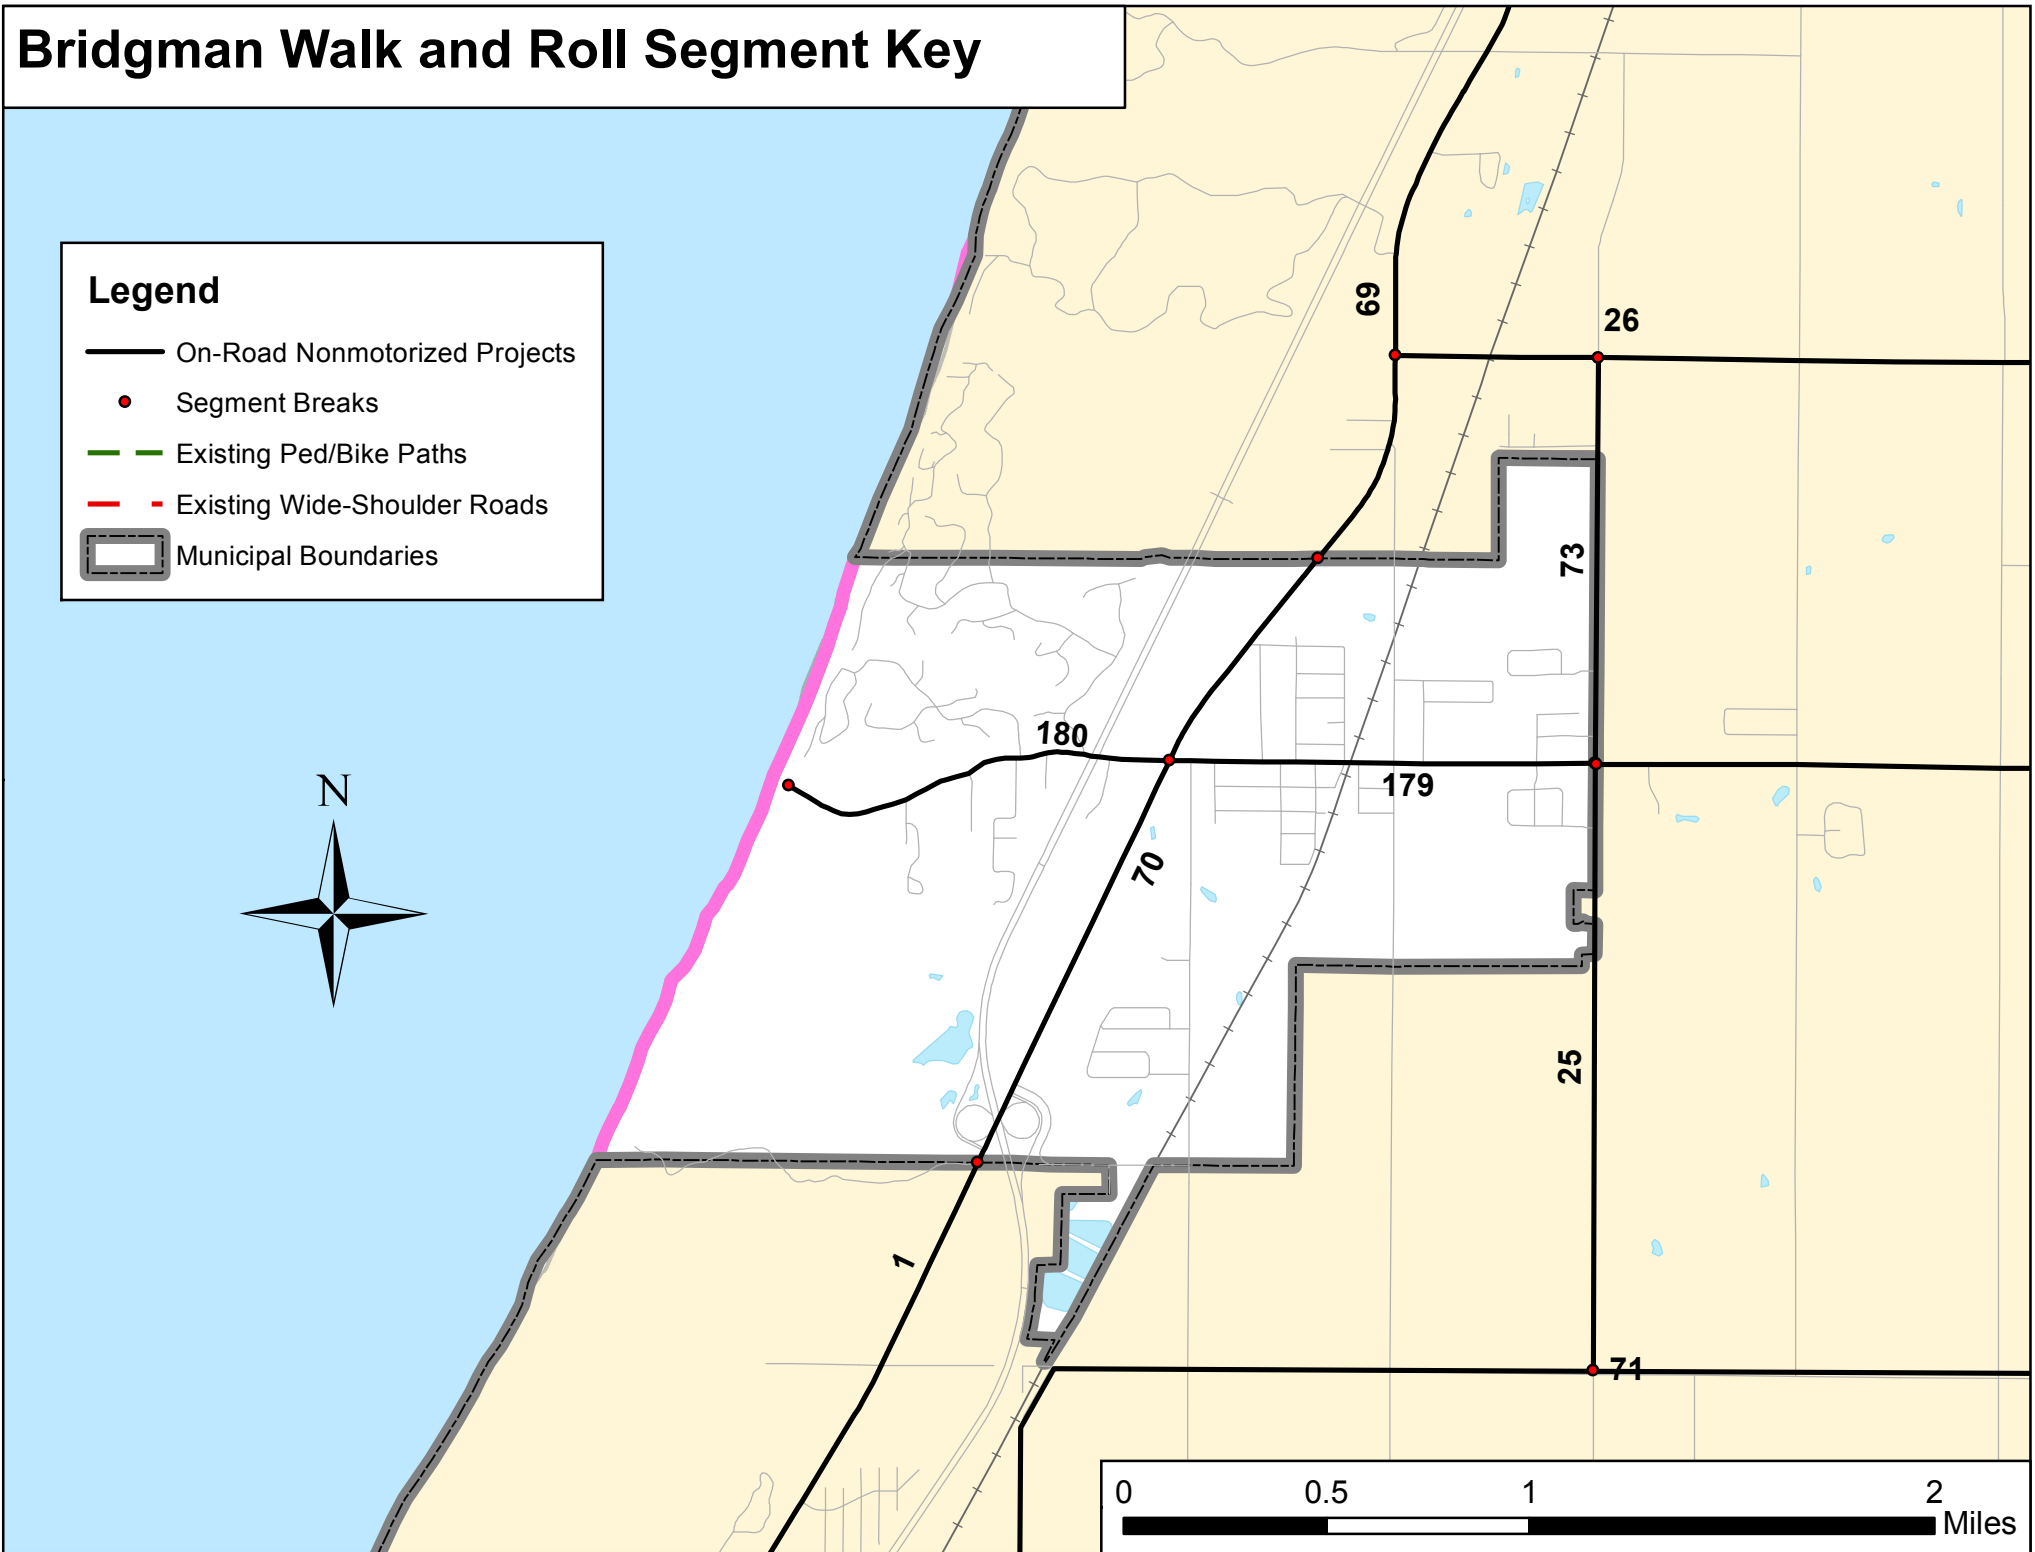 Bridgman Walk and Roll Segment Key
Legend
On-Road Nonmotorized Projects
Segment Breaks
Existing Ped/Bike Paths
Existing Wide-Shoulder Roads
Municipal Boundaries
69
26
73
180
179
N
70
25
1
71
0 0.5 1 2
Miles